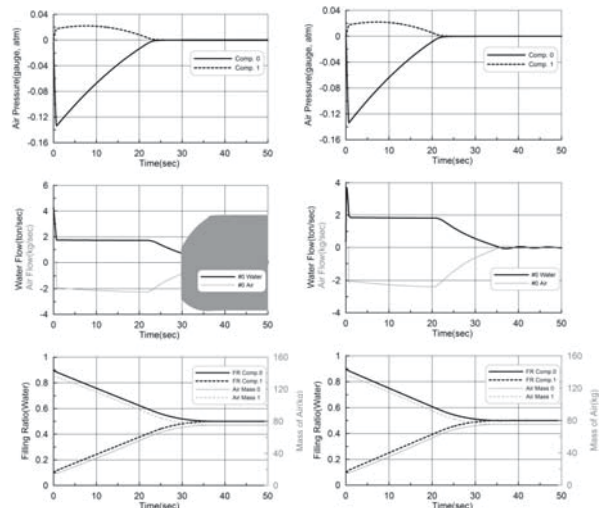 0.04
0
-0.04
-0.08
-0.12
-0.16
Air Pressure(gauge, atm)
Comp. 0
Comp. 1
0 10 20 30 40 50
Time(sec)
0.04
0
-0.04
-0.08
-0.12
-0.16
Air Pressure(gauge, atm)
Comp. 0
Comp. 1
0 10 20 30 40 50
Time(sec)
6
4
2
0
-2
-4
Water Flow(ton/sec)
Air Flow(kg/sec)
#0 Water
#0 Air
0 10 20 30 40 50
Time(sec)
6
4
2
0
-2
-4
Water Flow(ton/sec)
Air Flow(kg/sec)
#0 Water
#0 Air
0 10 20 30 40 50
Time(sec)
1
0.8
0.6
0.4
0.2
0
Filling Ratio(Water)
FR Comp.0
FR Comp.1
Air Mass 0
Air Mass 1
160
120
80
40
0
Mass of Air(kg)
0 10 20 30 40 50
Time(sec)
1
0.8
0.6
0.4
0.2
0
Filling Ratio(Water)
FR Comp.0
FR Comp.1
Air Mass 0
Air Mass 1
160
120
80
40
0
Mass of Air(kg)
0 10 20 30 40 50
Time(sec)